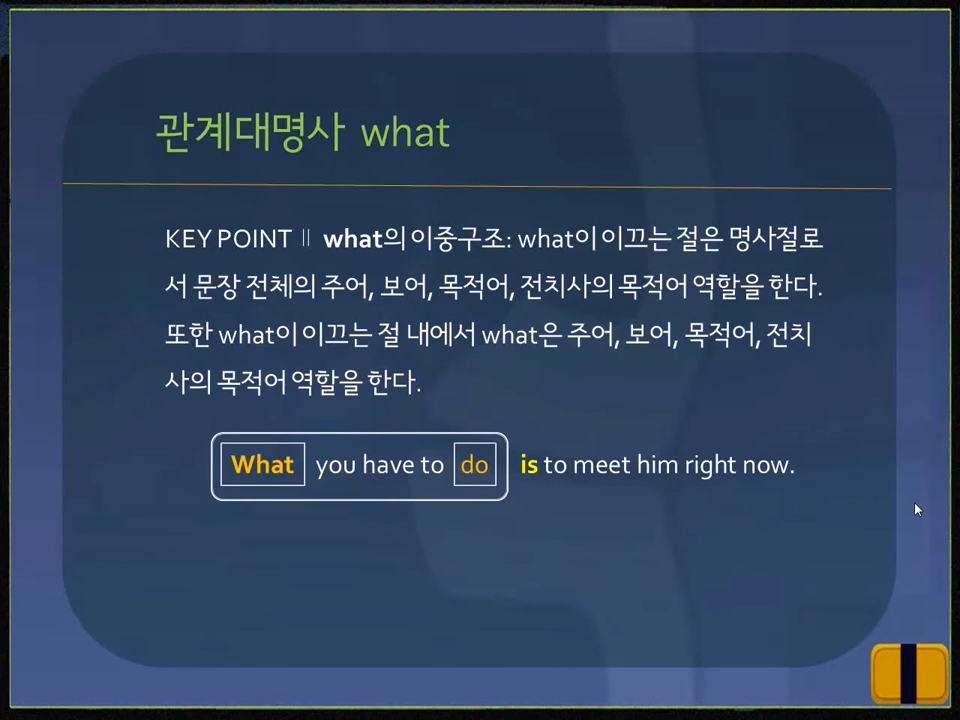 관계대명사 what
KEY POINT || what의 이중구조: what이 이끄는 절은 명사절로
서 문장 전체의 주어, 보어, 목적어, 전치사의 목적어 역할을 한다.
또한 what이 이끄는 절 내에서 what은 주어, 보어, 목적어, 전치
사의 목적어 역할을 한다.
What you have to do is to meet him right now.